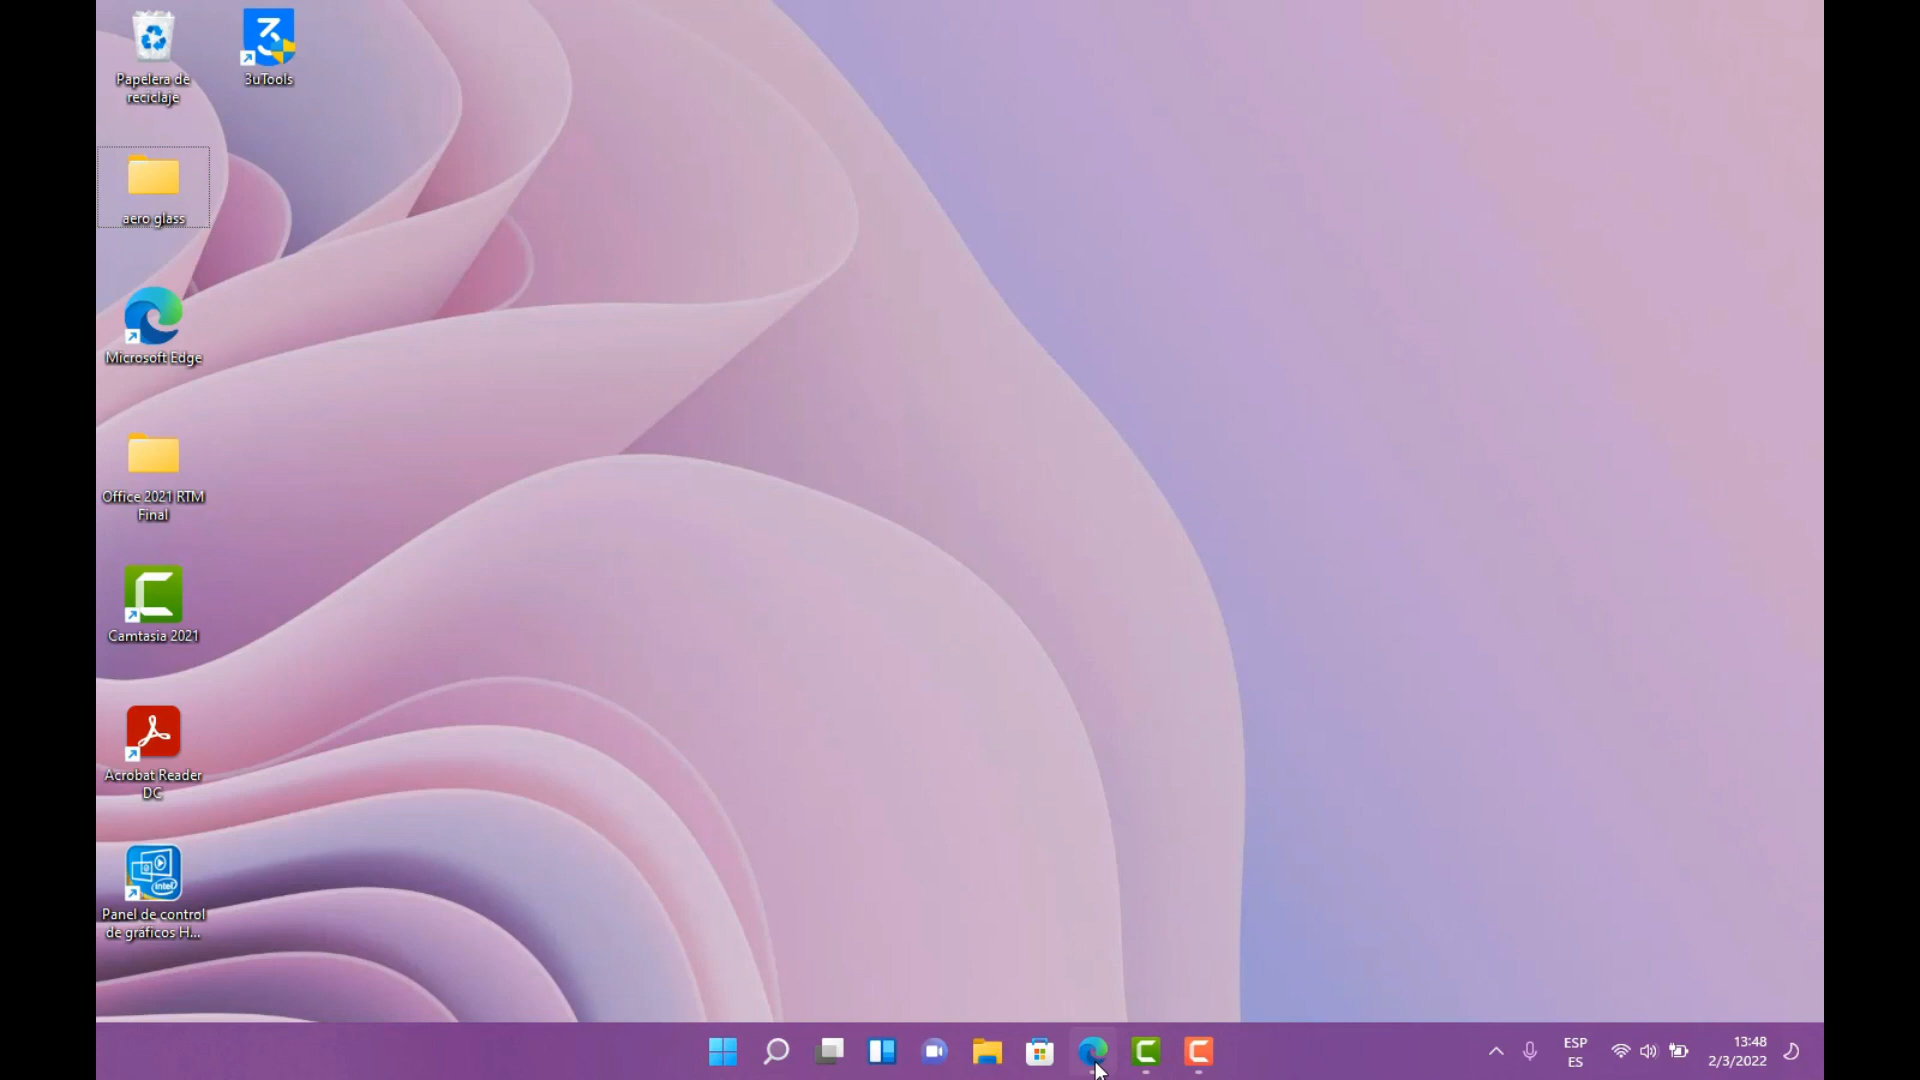 Papelera de
reciclaje
3uTools
aero glass
Microsoft Edge
Office 2021 RTM
Final
Camtasia 2021
Acrobat Reader
DC
intel
Panel de control
de gráficos H...
ESP
ES
13:48
2/3/2022